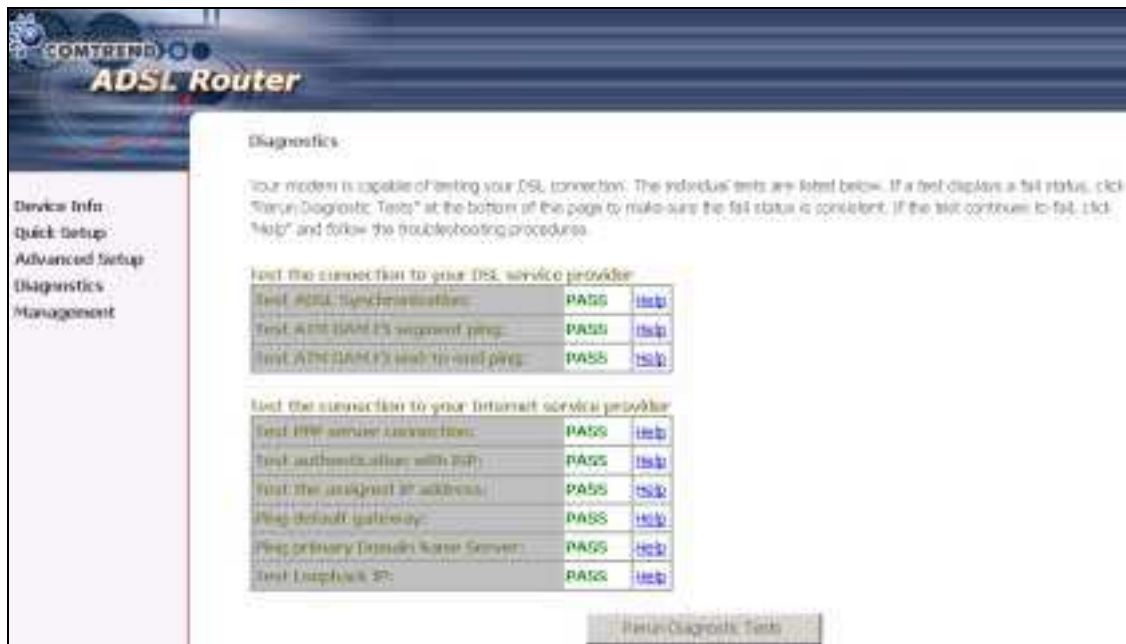 COMTREND
ADSL Router
Device Info
Quick Setup
Advanced Setup
Diagnostics
Management
Diagnostics
Your modem is capable of testing your DSL connection. The individual tests are listed below. If a test displays a fail status, click
"Rerun Diagnostic Tests" at the bottom of this page to make sure the fail status is consistent. If the test continues to fail, click
"Help" and follow the troubleshooting procedures.
Test the connection to your DSL service provider
Test ADSL Synchronization: PASS Help
Test ATM OAM F5 segment ping: PASS Help
Test ATM OAM F5 end-to-end ping: PASS Help
Test the connection to your Internet service provider
Test PPP server connection: PASS Help
Test authentication with ISP: PASS Help
Test the assigned IP address: PASS Help
Ping default gateway: PASS Help
Ping primary Domain Name Server: PASS Help
Test Loopback IP: PASS Help
Rerun Diagnostic Tests